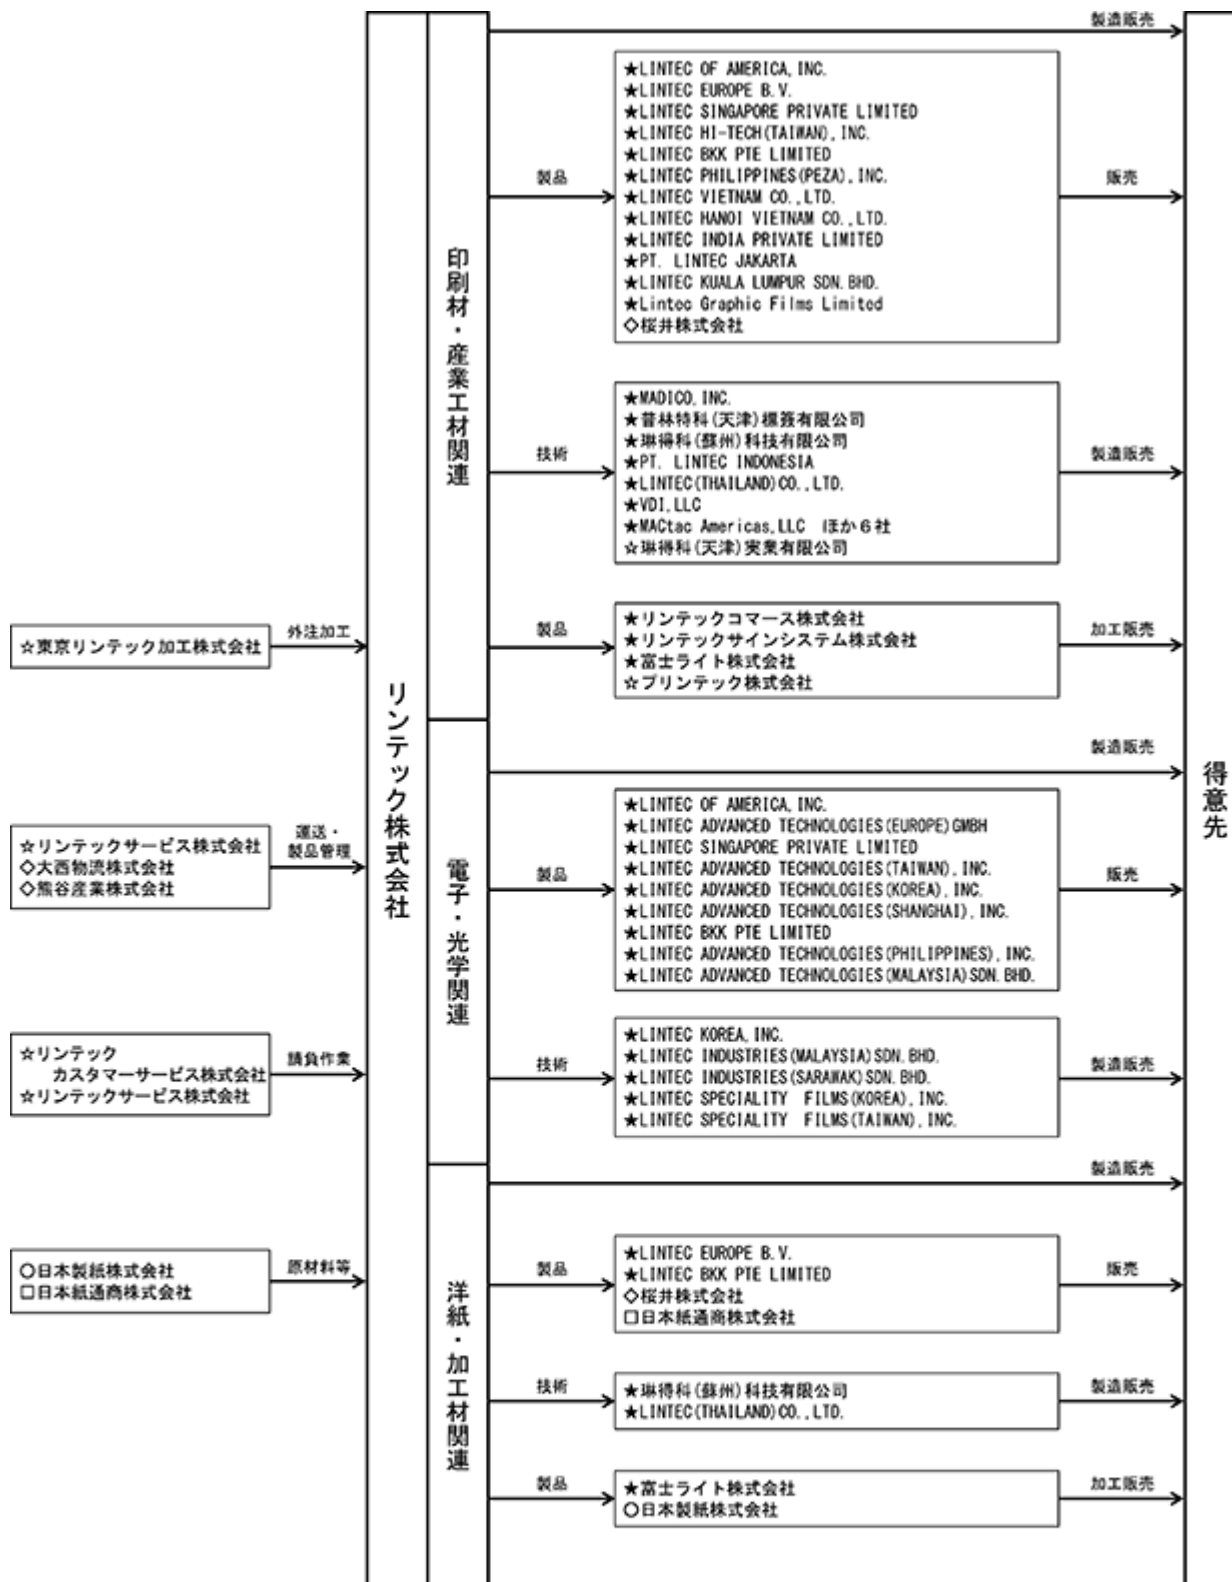 製造販売
★LINTEC OF AMERICA, INC.
★LINTEC EUROPE B.V.
★LINTEC SINGAPORE PRIVATE LIMITED
★LINTEC HI-TECH(TAIWAN), INC.
★LINTEC BKK PTE LIMITED
★LINTEC PHILIPPINES(PEZA), INC.
★LINTEC VIETNAM CO.,LTD.
★LINTEC HANOI VIETNAM CO.,LTD.
★LINTEC INDIA PRIVATE LIMITED
★PT. LINTEC JAKARTA
★LINTEC KUALA LUMPUR SDN.BHD.
★Lintec Graphic Films Limited
◇桜井株式会社
製品
販売
印刷材・産業工材関連
★MADICO, INC.
★普林特科(天津)標簽有限公司
★琳得科(蘇州)科技有限公司
★PT. LINTEC INDONESIA
★LINTEC(THAILAND)CO.,LTD.
★VDI,LLC
★MACtac Americas,LLC ほか6社
☆琳得科(天津)実業有限公司
技術
製造販売
☆東京リンテック加工株式会社
外注加工
製品
★リンテックコマース株式会社
★リンテックサインシステム株式会社
★富士ライト株式会社
☆プリンテック株式会社
加工販売
リンテック株式会社
得意先
製造販売
☆リンテックサービス株式会社
◇大西物流株式会社
◇熊谷産業株式会社
運送・
製品管理
電子・光学関連
製品
★LINTEC OF AMERICA, INC.
★LINTEC ADVANCED TECHNOLOGIES(EUROPE)GMBH
★LINTEC SINGAPORE PRIVATE LIMITED
★LINTEC ADVANCED TECHNOLOGIES(TAIWAN), INC.
★LINTEC ADVANCED TECHNOLOGIES(KOREA), INC.
★LINTEC ADVANCED TECHNOLOGIES(SHANGHAI), INC.
★LINTEC BKK PTE LIMITED
★LINTEC ADVANCED TECHNOLOGIES(PHILIPPINES), INC.
★LINTEC ADVANCED TECHNOLOGIES(MALAYSIA)SDN.BHD.
販売
☆リンテック
カスタマーサービス株式会社
☆リンテックサービス株式会社
請負作業
技術
★LINTEC KOREA, INC.
★LINTEC INDUSTRIES(MALAYSIA)SDN.BHD.
★LINTEC INDUSTRIES(SARAWAK)SDN.BHD.
★LINTEC SPECIALITY FILMS(KOREA), INC.
★LINTEC SPECIALITY FILMS(TAIWAN), INC.
製造販売
製造販売
○日本製紙株式会社
□日本紙通商株式会社
原材料等
洋紙・加工材関連
製品
★LINTEC EUROPE B.V.
★LINTEC BKK PTE LIMITED
◇桜井株式会社
□日本紙通商株式会社
販売
技術
★琳得科(蘇州)科技有限公司
★LINTEC(THAILAND)CO.,LTD.
製造販売
製品
★富士ライト株式会社
○日本製紙株式会社
加工販売